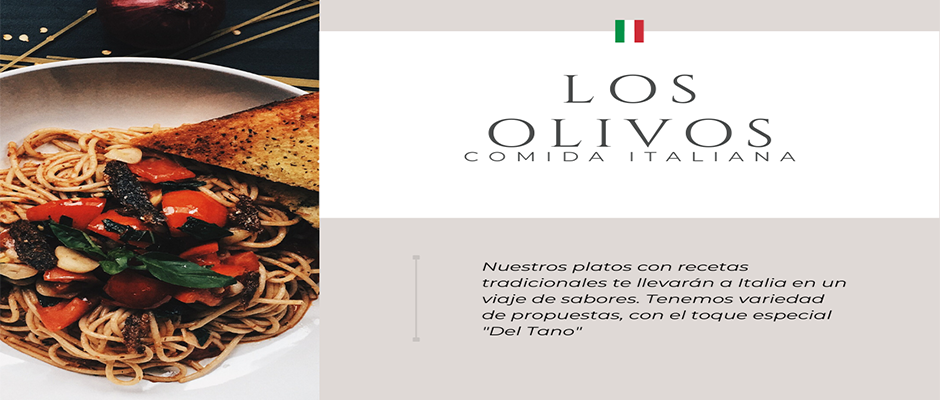 LOS
OLIVOS
COMIDA ITALIANA
Nuestros platos con recetas
tradicionales te llevarán a Italia en un
viaje de sabores. Tenemos variedad
de propuestas, con el toque especial
"Del Tano"